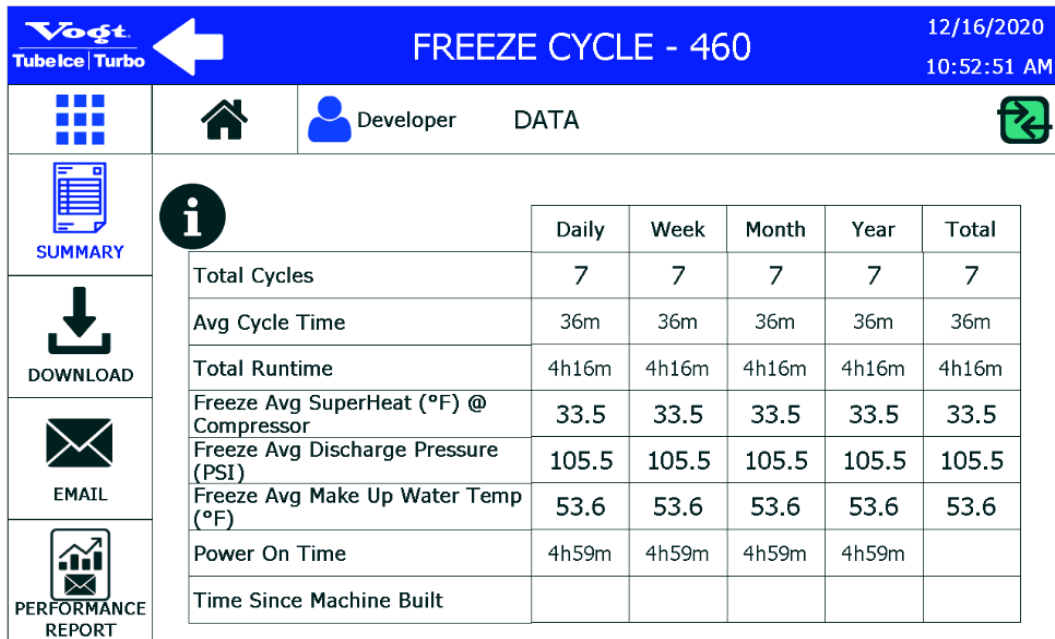 Vogt
TubeIce | Turbo
FREEZE CYCLE - 460
12/16/2020
10:52:51 AM
Developer
DATA
SUMMARY
DOWNLOAD
EMAIL
PERFORMANCE
REPORT
i
Daily Week Month Year Total
Total Cycles 7 7 7 7 7
Avg Cycle Time 36m 36m 36m 36m 36m
Total Runtime 4h16m 4h16m 4h16m 4h16m 4h16m
Freeze Avg SuperHeat (°F) @
Compressor 33.5 33.5 33.5 33.5 33.5
Freeze Avg Discharge Pressure
(PSI) 105.5 105.5 105.5 105.5 105.5
Freeze Avg Make Up Water Temp
(°F) 53.6 53.6 53.6 53.6 53.6
Power On Time 4h59m 4h59m 4h59m 4h59m
Time Since Machine Built